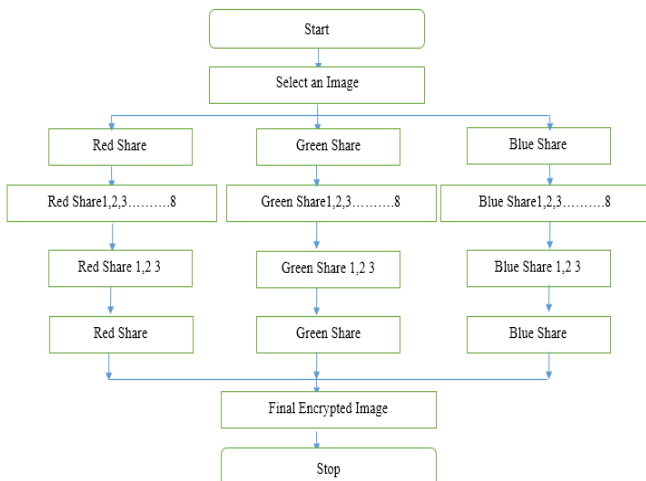 Start
Select an Image
Red Share
Green Share
Blue Share
Red Share1,2,3..........8
Green Share1,2,3..........8
Blue Share1,2,3..........8
Red Share 1,2 3
Green Share 1,2 3
Blue Share 1,2 3
Red Share
Green Share
Blue Share
Final Encrypted Image
Stop